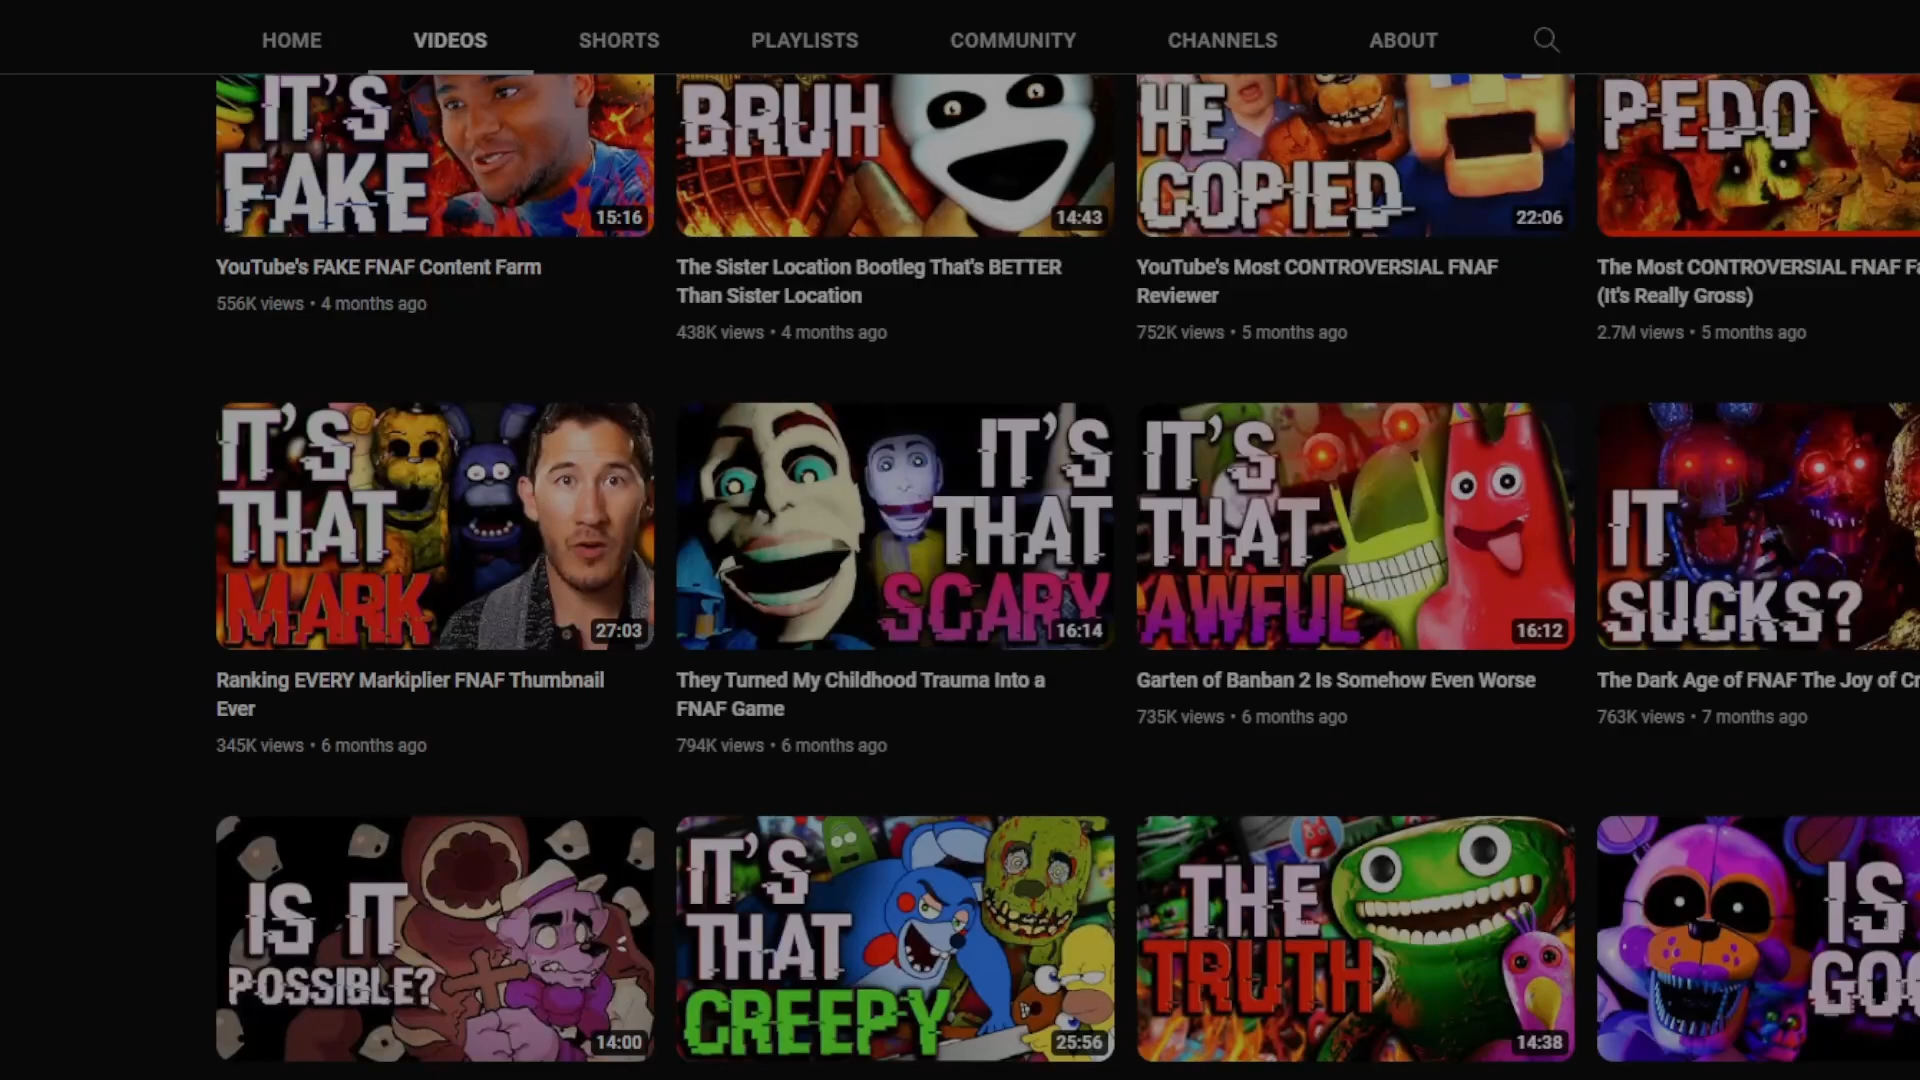 HOME VIDEOS SHORTS PLAYLISTS COMMUNITY CHANNELS ABOUT
IT'S
FAKE
15:16
BRUH
14:43
HE
COPIED
22:06
PEDO
YouTube's FAKE FNAF Content Farm
556K views • 4 months ago
The Sister Location Bootleg That's BETTER
Than Sister Location
438K views • 4 months ago
YouTube's Most CONTROVERSIAL FNAF
Reviewer
752K views • 5 months ago
The Most CONTROVERSIAL FNAF Fa
(It's Really Gross)
2.7M views • 5 months ago
IT'S
THAT
MARK
27:03
IT'S
THAT
SCARY
16:14
IT'S
THAT
AWFUL
16:12
IT
SUCKS?
Ranking EVERY Markiplier FNAF Thumbnail
Ever
345K views • 6 months ago
They Turned My Childhood Trauma Into a
FNAF Game
794K views • 6 months ago
Garten of Banban 2 Is Somehow Even Worse
735K views • 6 months ago
The Dark Age of FNAF The Joy of Cr
763K views • 7 months ago
IS IT
POSSIBLE?
14:00
IT'S
THAT
CREEPY
25:56
THE
TRUTH
14:38
IS
GOO